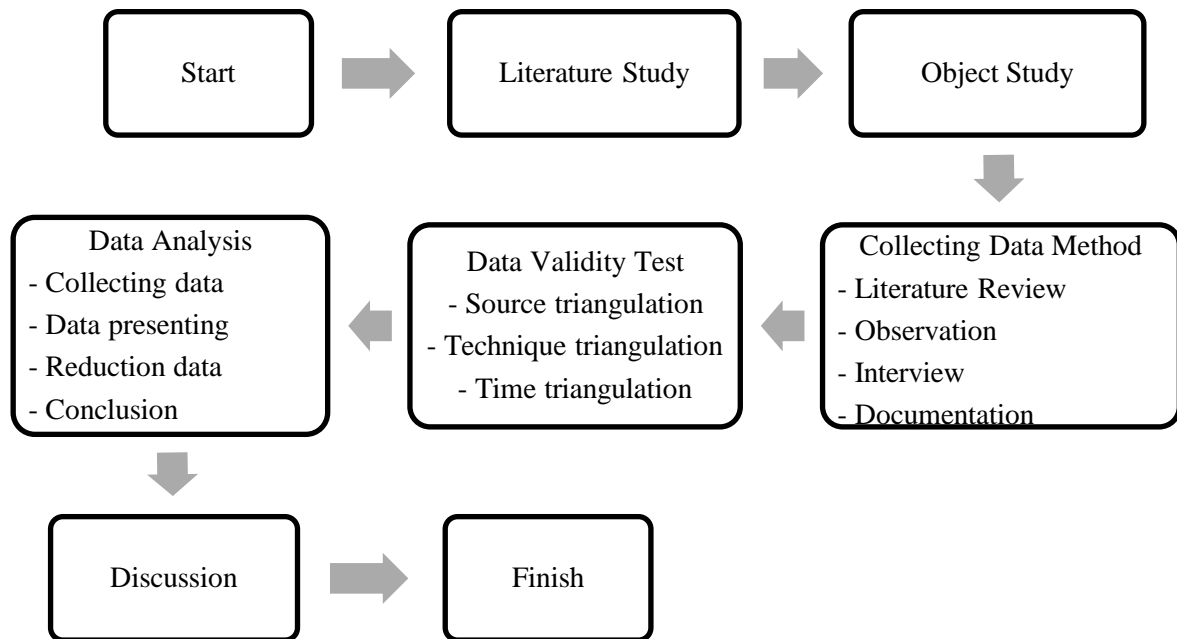 Start
Literature Study
Object Study
Collecting Data Method
- Literature Review
- Observation
- Interview
- Documentation
Data Validity Test
- Source triangulation
- Technique triangulation
- Time triangulation
Data Analysis
- Collecting data
- Data presenting
- Reduction data
- Conclusion
Discussion
Finish